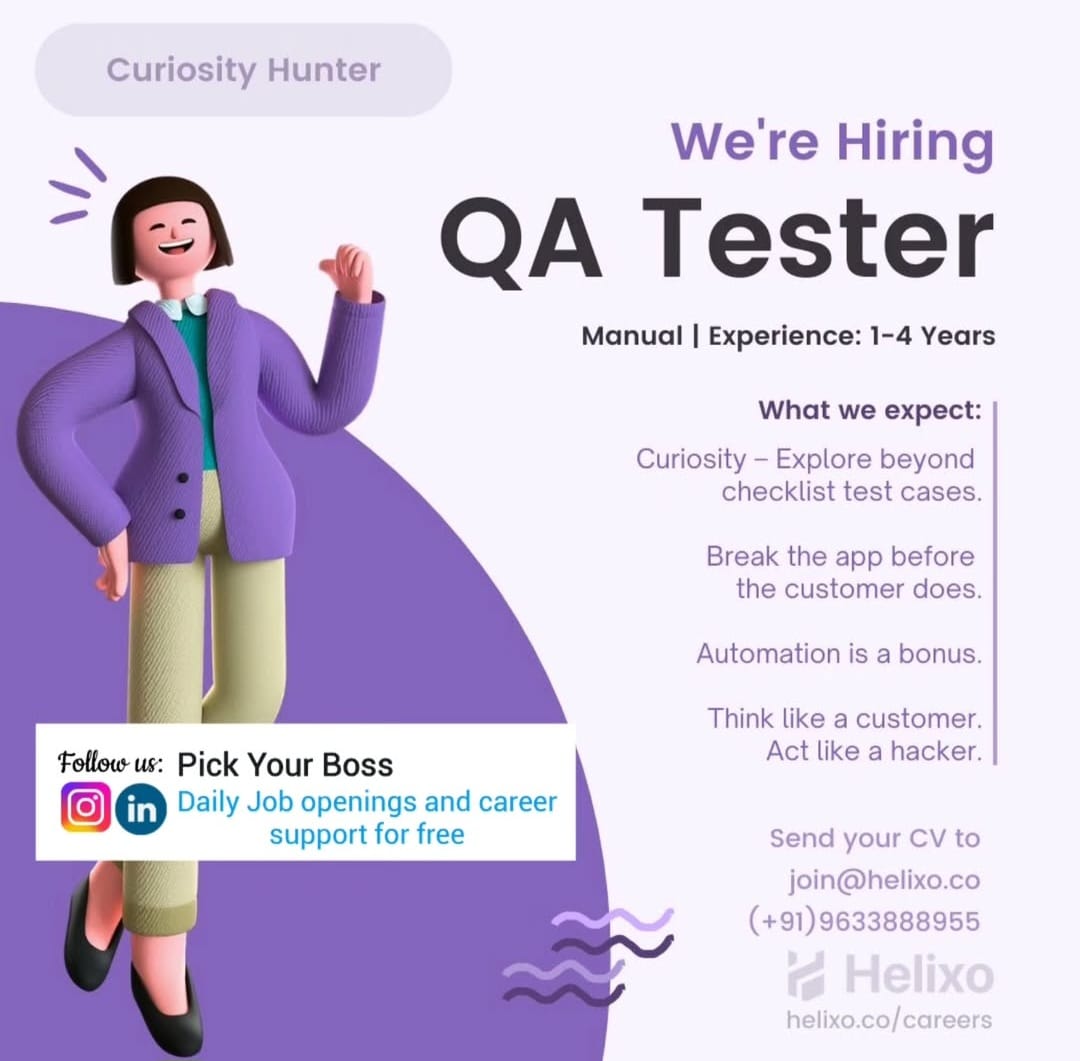 Curiosity Hunter
We're Hiring
QA Tester
Manual | Experience: 1-4 Years
What we expect:
Curiosity – Explore beyond
checklist test cases.
Break the app before
the customer does.
Automation is a bonus.
Think like a customer.
Act like a hacker.
Follow us: Pick Your Boss
in Daily Job openings and career
support for free
Send your CV to
join@helixo.co
(+91)9633888955
Helixo
helixo.co/careers